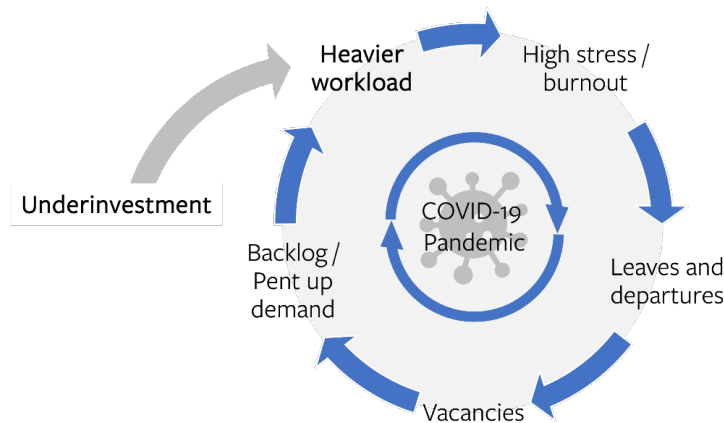 Heavier
workload
High stress /
burnout
Underinvestment
COVID-19
Pandemic
Leaves and
departures
Backlog /
Pent up
demand
Vacancies